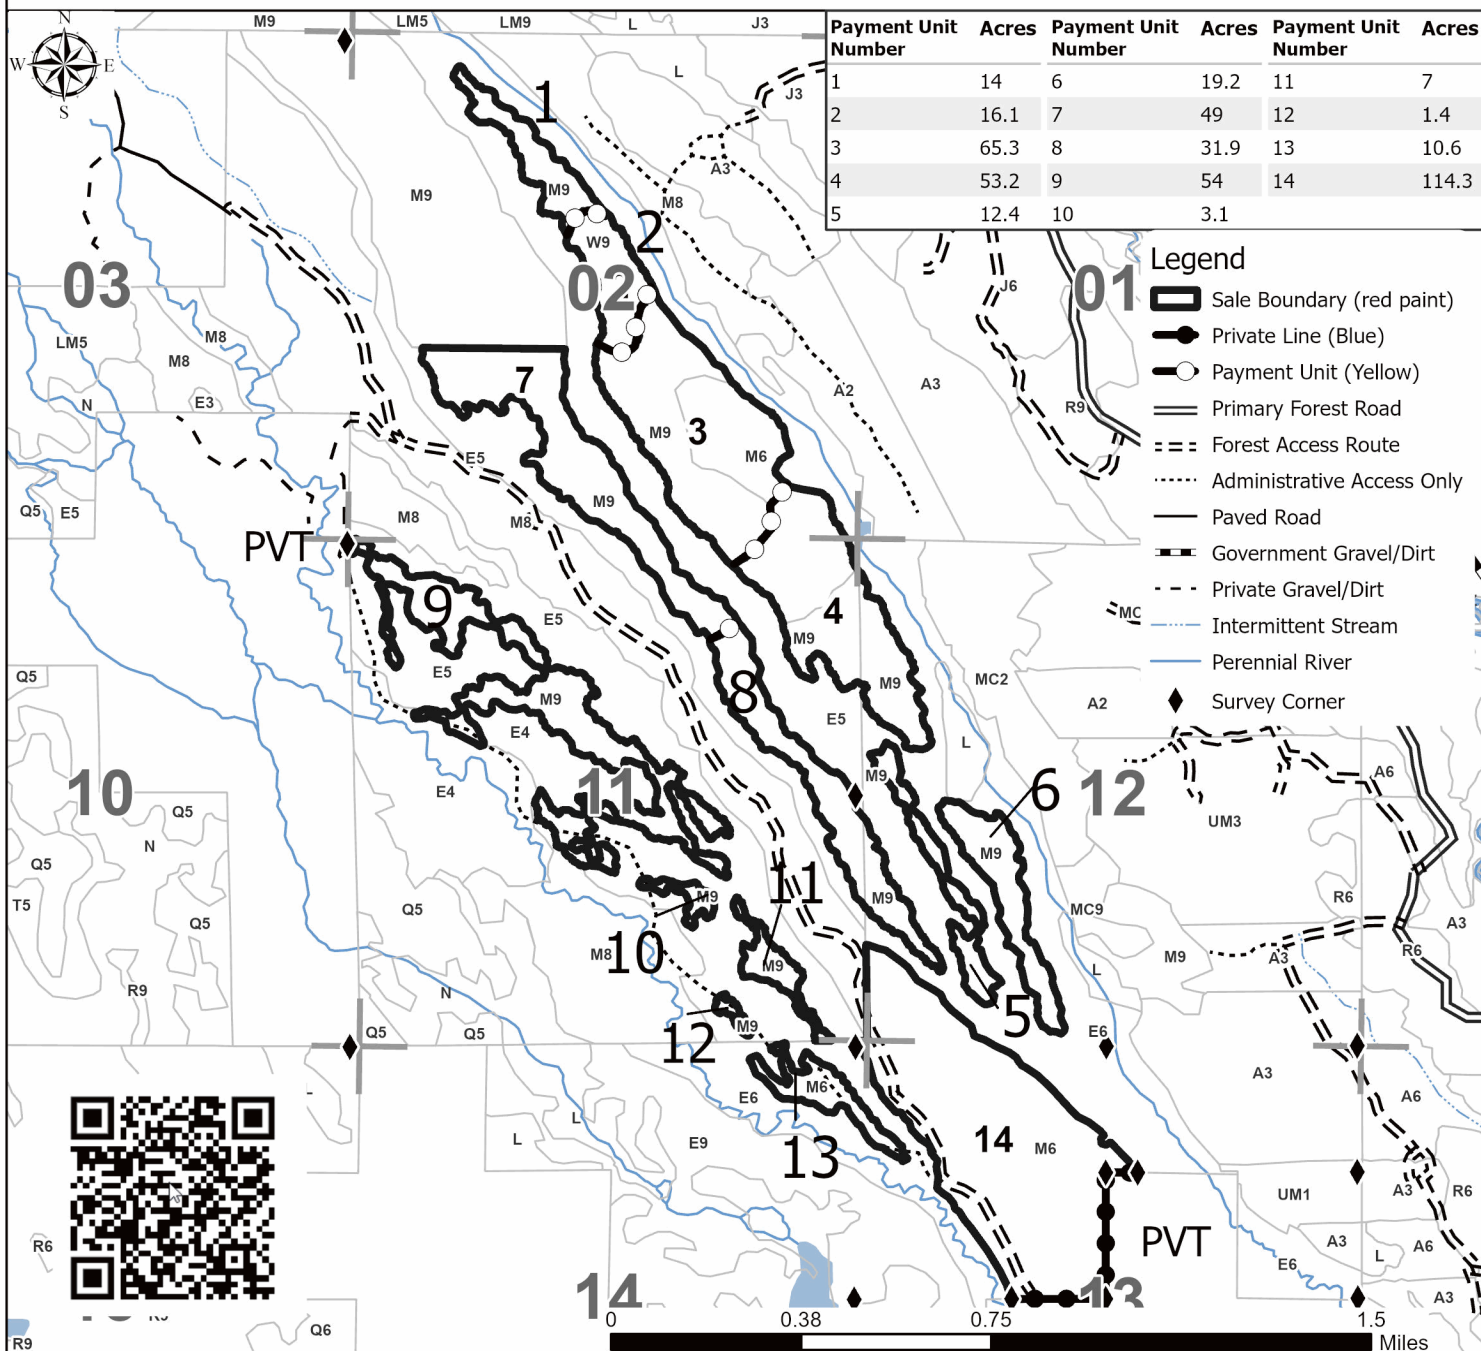 N
W E
S
M9 LM5 LM9 L J3
Payment Unit Number Acres Payment Unit Number Acres Payment Unit Number Acres
1 14 6 19.2 11 7
2 16.1 7 49 12 1.4
3 65.3 8 31.9 13 10.6
4 53.2 9 54 14 114.3
5 12.4 10 3.1
L
J3
1
A3
M9 M9 M8
2
W9
03 02 01
J6
Legend
Sale Boundary (red paint)
Private Line (Blue)
Payment Unit (Yellow)
Primary Forest Road
Forest Access Route
Administrative Access Only
Paved Road
Government Gravel/Dirt
Private Gravel/Dirt
Intermittent Stream
Perennial River
Survey Corner
LM5 M8
M8
7 A2 A3
N E3 R9
M9 3
E5 M6
M9
Q5 E5 M8 M8
PVT
9 E5 4 MC
M9
Q5 E5 M9 MC2
M9 8 A2
E4 E5 L
M9 A6
10 11 6 12
E4
Q5 UM3
N M9
Q5
11
M9 M9 R6
T5 Q5 MC9
Q5 A3
10
M8 M9 L M9 A3 R6
R9 N
5
12 M9
Q5 Q5 E6
A3
M6 A6
E6
L
L E9 14 M6
13
UM1 A3 R6
PVT
R6 A3 L A6
E6
14 13 A3
Q6
R9
0 0.38 0.75 1.5
Miles